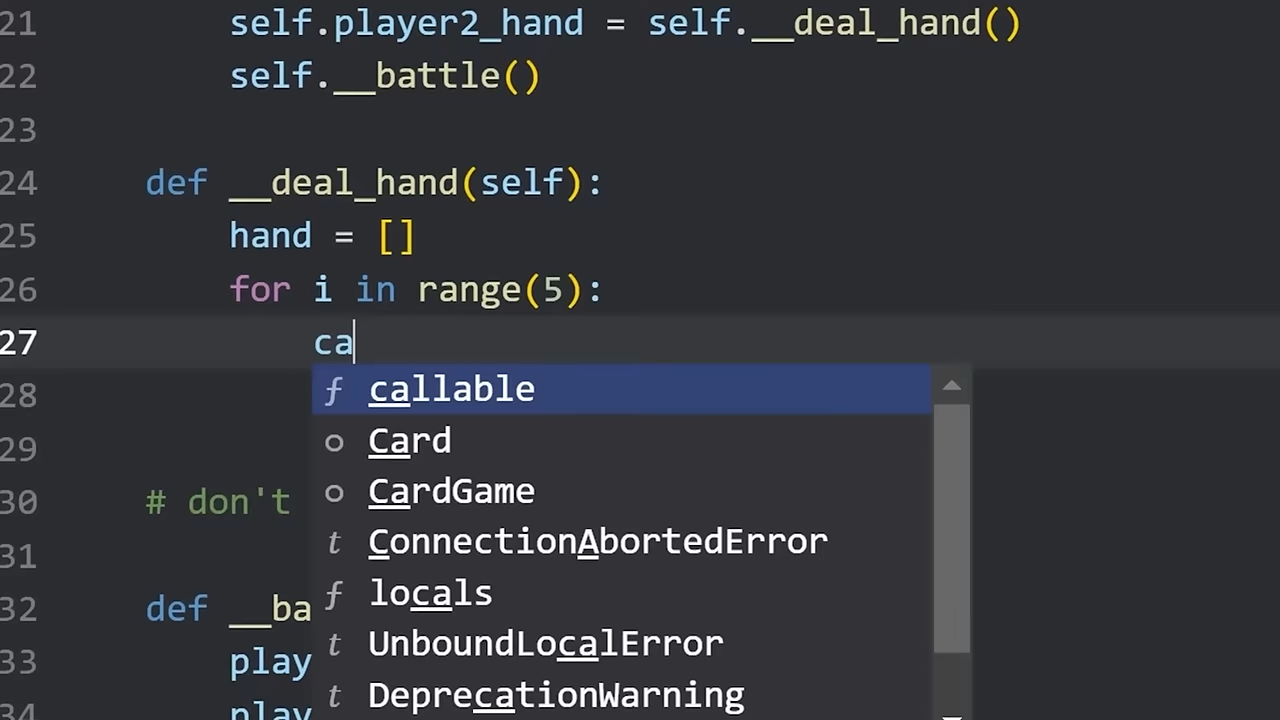 21 self.player2_hand = self.__deal_hand()
22 self.__battle()
23
24 def __deal_hand(self):
25 hand = []
26 for i in range(5):
27 ca
f callable
28
o Card
29
o CardGame
30 # don't
t ConnectionAbortedError
31
f locals
32 def __ba
t UnboundLocalError
33 play
t DeprecationWarning
34 play